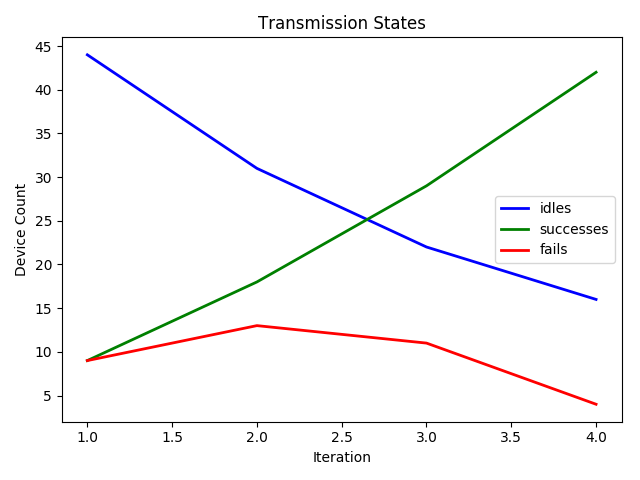 Transmission States
45
40
35
30
25
20
15
10
5
Device Count
idles
successes
fails
1.0 1.5 2.0 2.5 3.0 3.5 4.0
Iteration